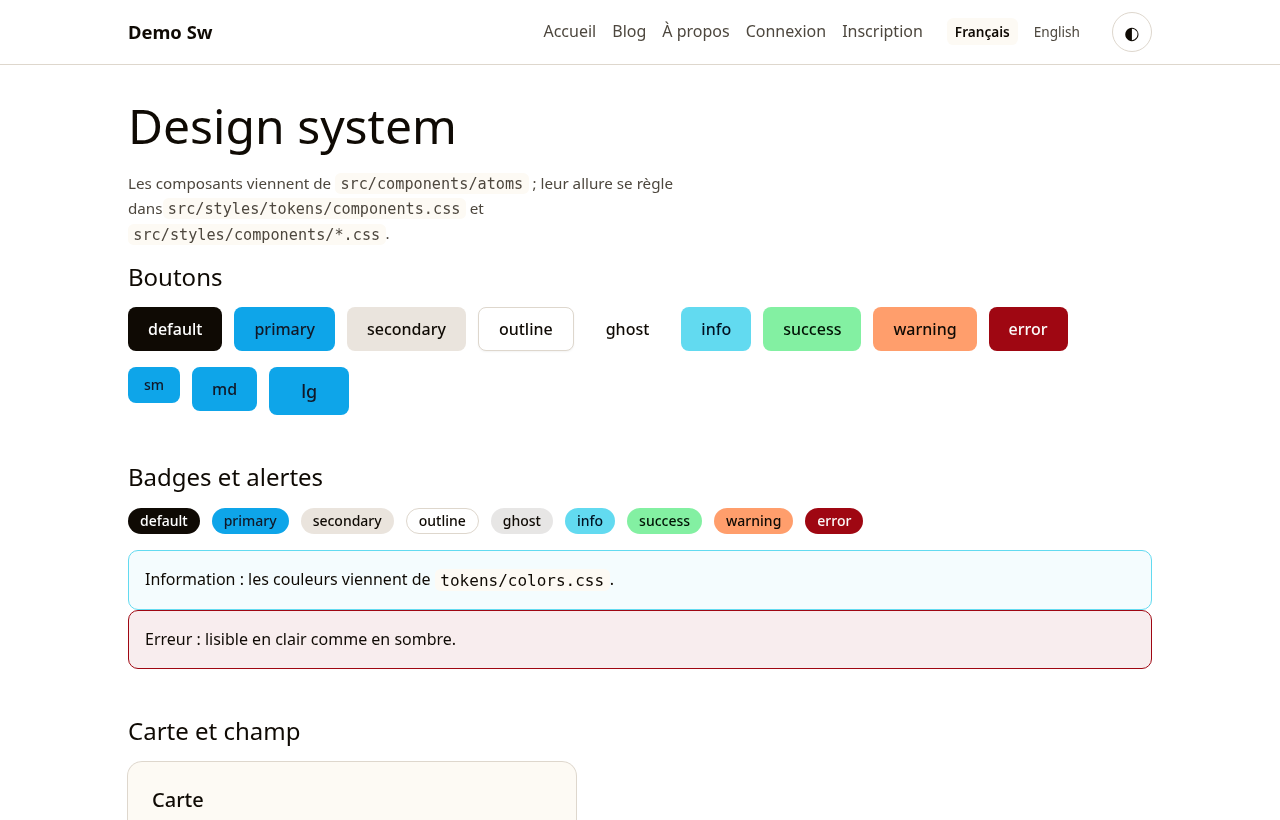 Demo Sw
Accueil Blog À propos Connexion Inscription Français English
Design system
Les composants viennent de src/components/atoms ; leur allure se règle
dans src/styles/tokens/components.css et
src/styles/components/*.css .
Boutons
default primary secondary outline ghost info success warning error
sm md lg
Badges et alertes
default primary secondary outline ghost info success warning error
Information : les couleurs viennent de tokens/colors.css .
Erreur : lisible en clair comme en sombre.
Carte et champ
Carte